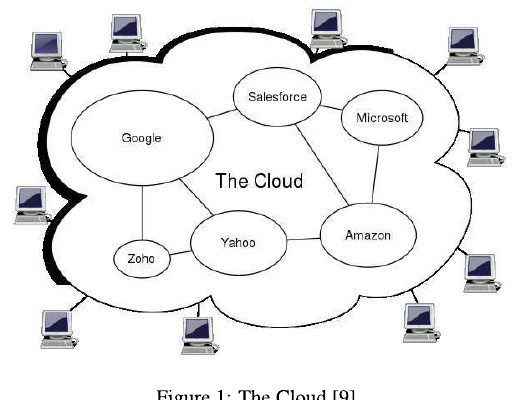 Salesforce
Google
Microsoft
The Cloud
Zoho
Yahoo
Amazon
Figure 1: The Cloud [9]